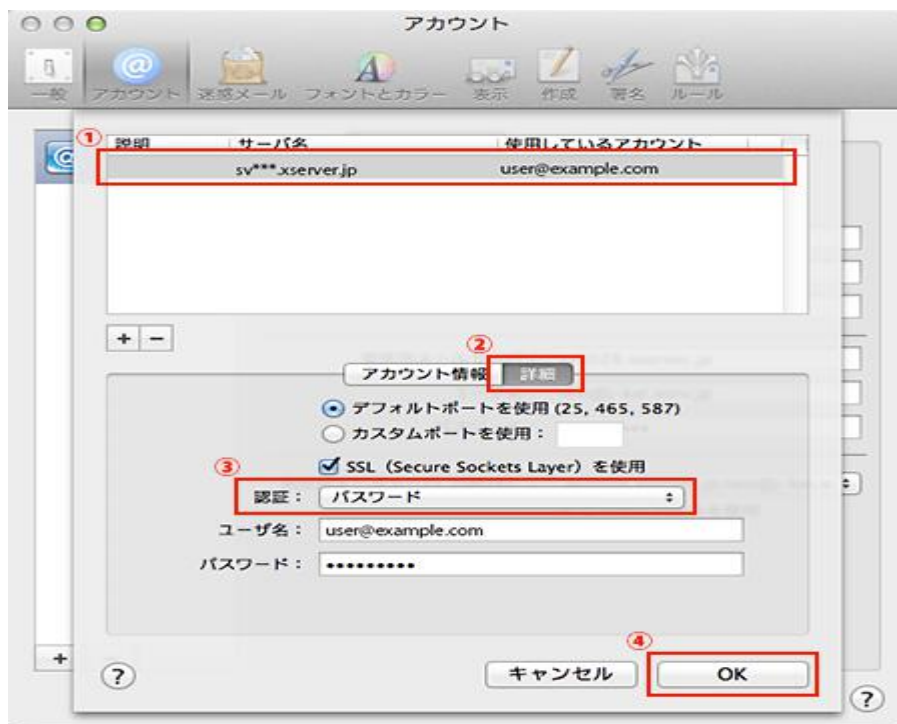 アカウント
一般 アカウント 迷惑メール フォントとカラー 表示 作成 署名 ルール
①
説明 サーバ名 使用しているアカウント
sv***.xserver.jp user@example.com
+ −
②
アカウント情報 詳細
デフォルトポートを使用 (25, 465, 587)
カスタムポートを使用：
SSL（Secure Sockets Layer）を使用
③
認証： パスワード
ユーザ名： user@example.com
パスワード： •••••••••
④
+
? キャンセル OK
?